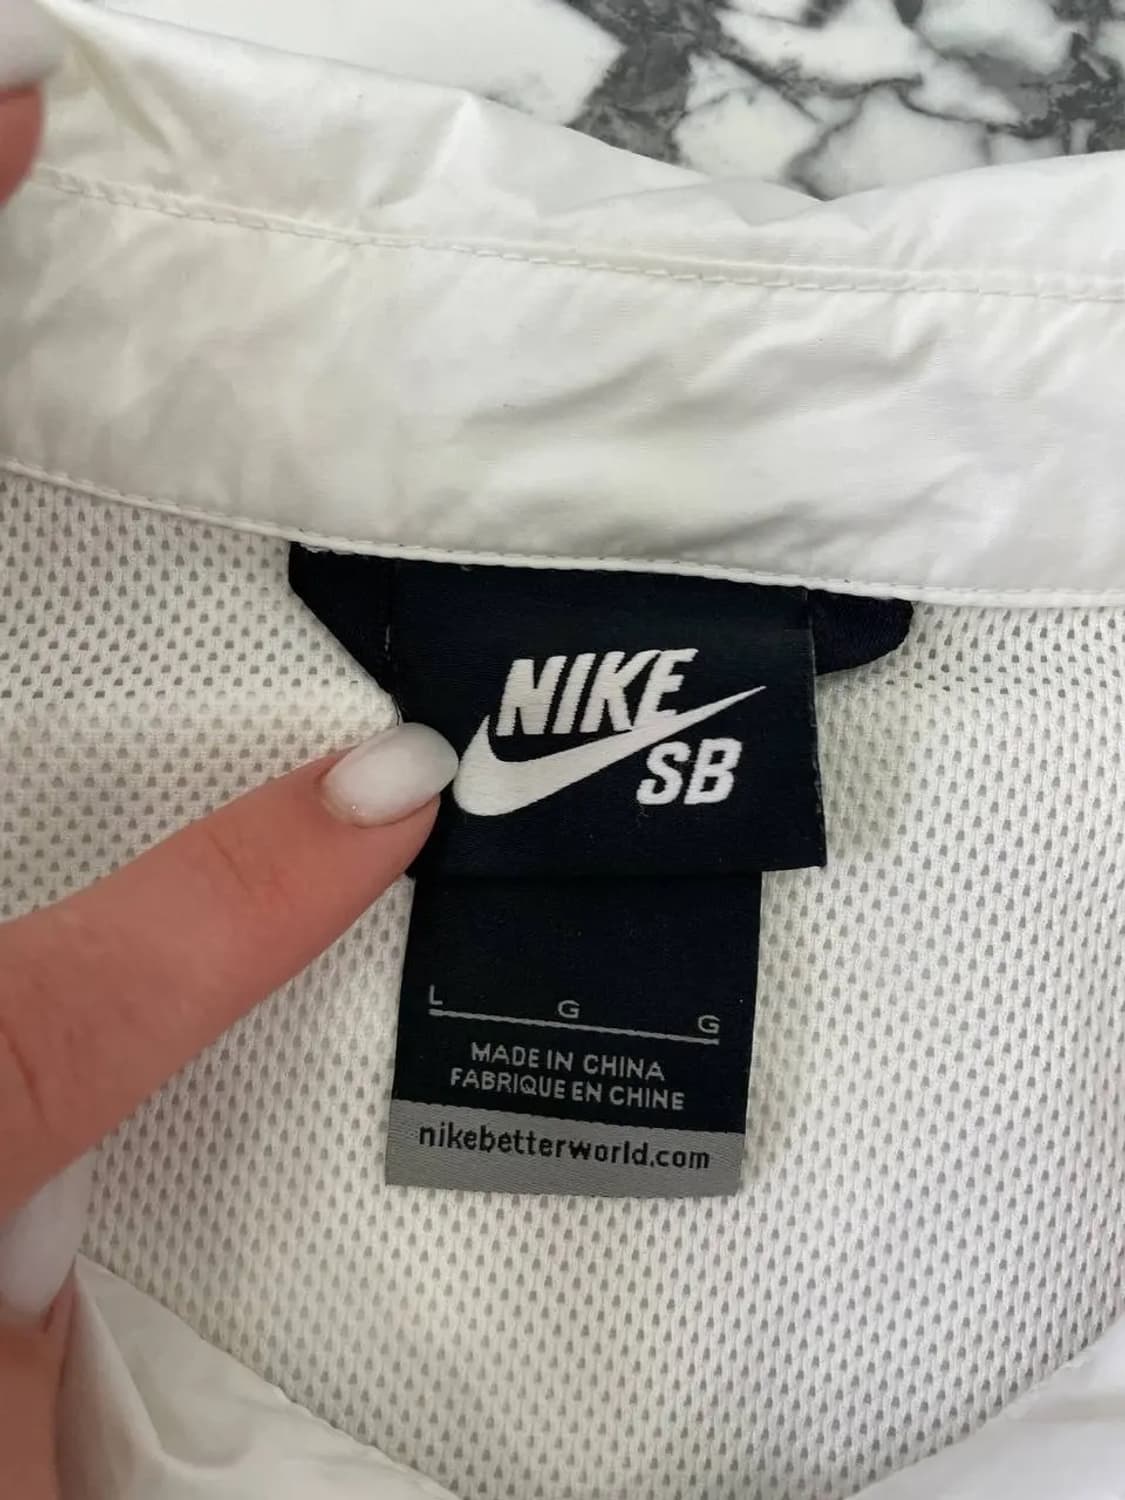 NIKE
SB
L G G
MADE IN CHINA
FABRIQUE EN CHINE
nikebetterworld.com